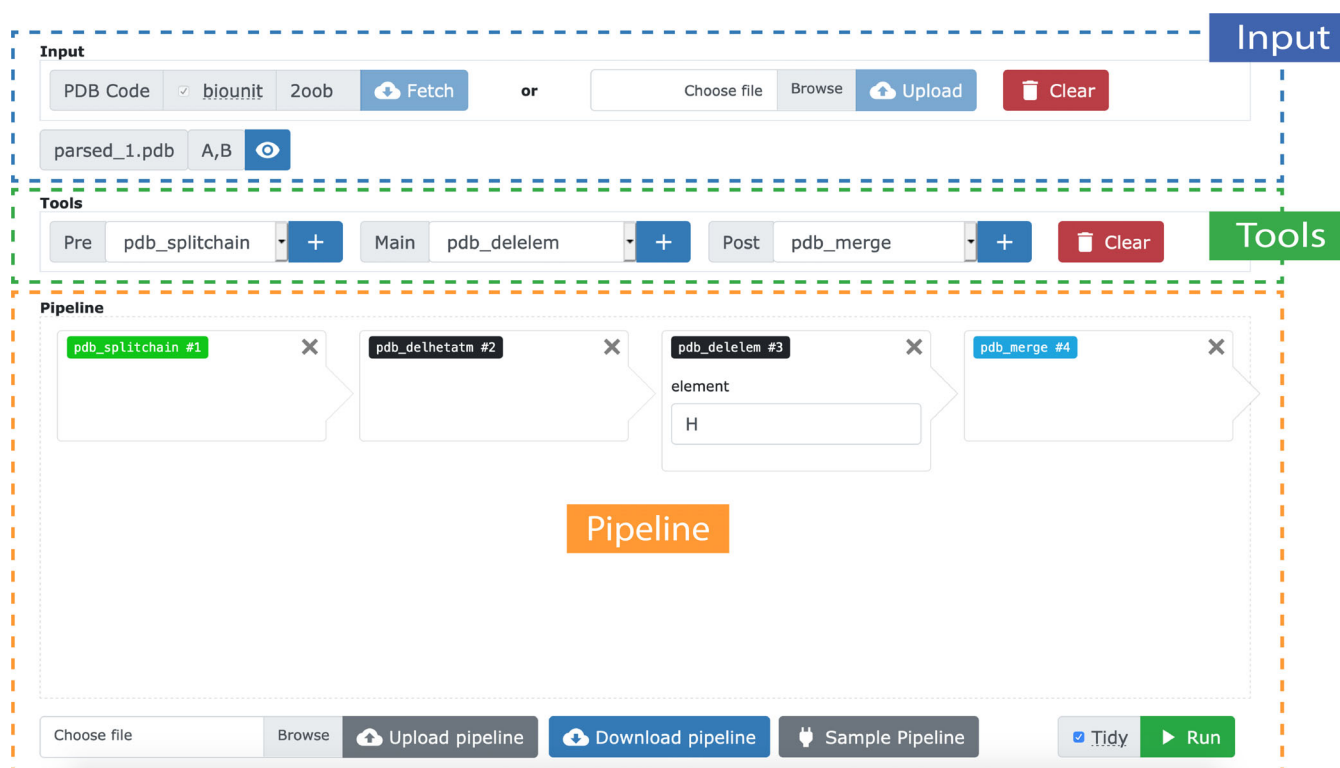 Input
Input
PDB Code biounit 2oob Fetch or Choose file Browse Upload Clear
parsed_1.pdb A,B
Tools
Tools
Pre pdb_splitchain + Main pdb_delelem + Post pdb_merge + Clear
Pipeline
pdb_splitchain #1 pdb_delhetatm #2 pdb_delelem #3 pdb_merge #4
element
H
Pipeline
Choose file Browse Upload pipeline Download pipeline Sample Pipeline Tidy Run